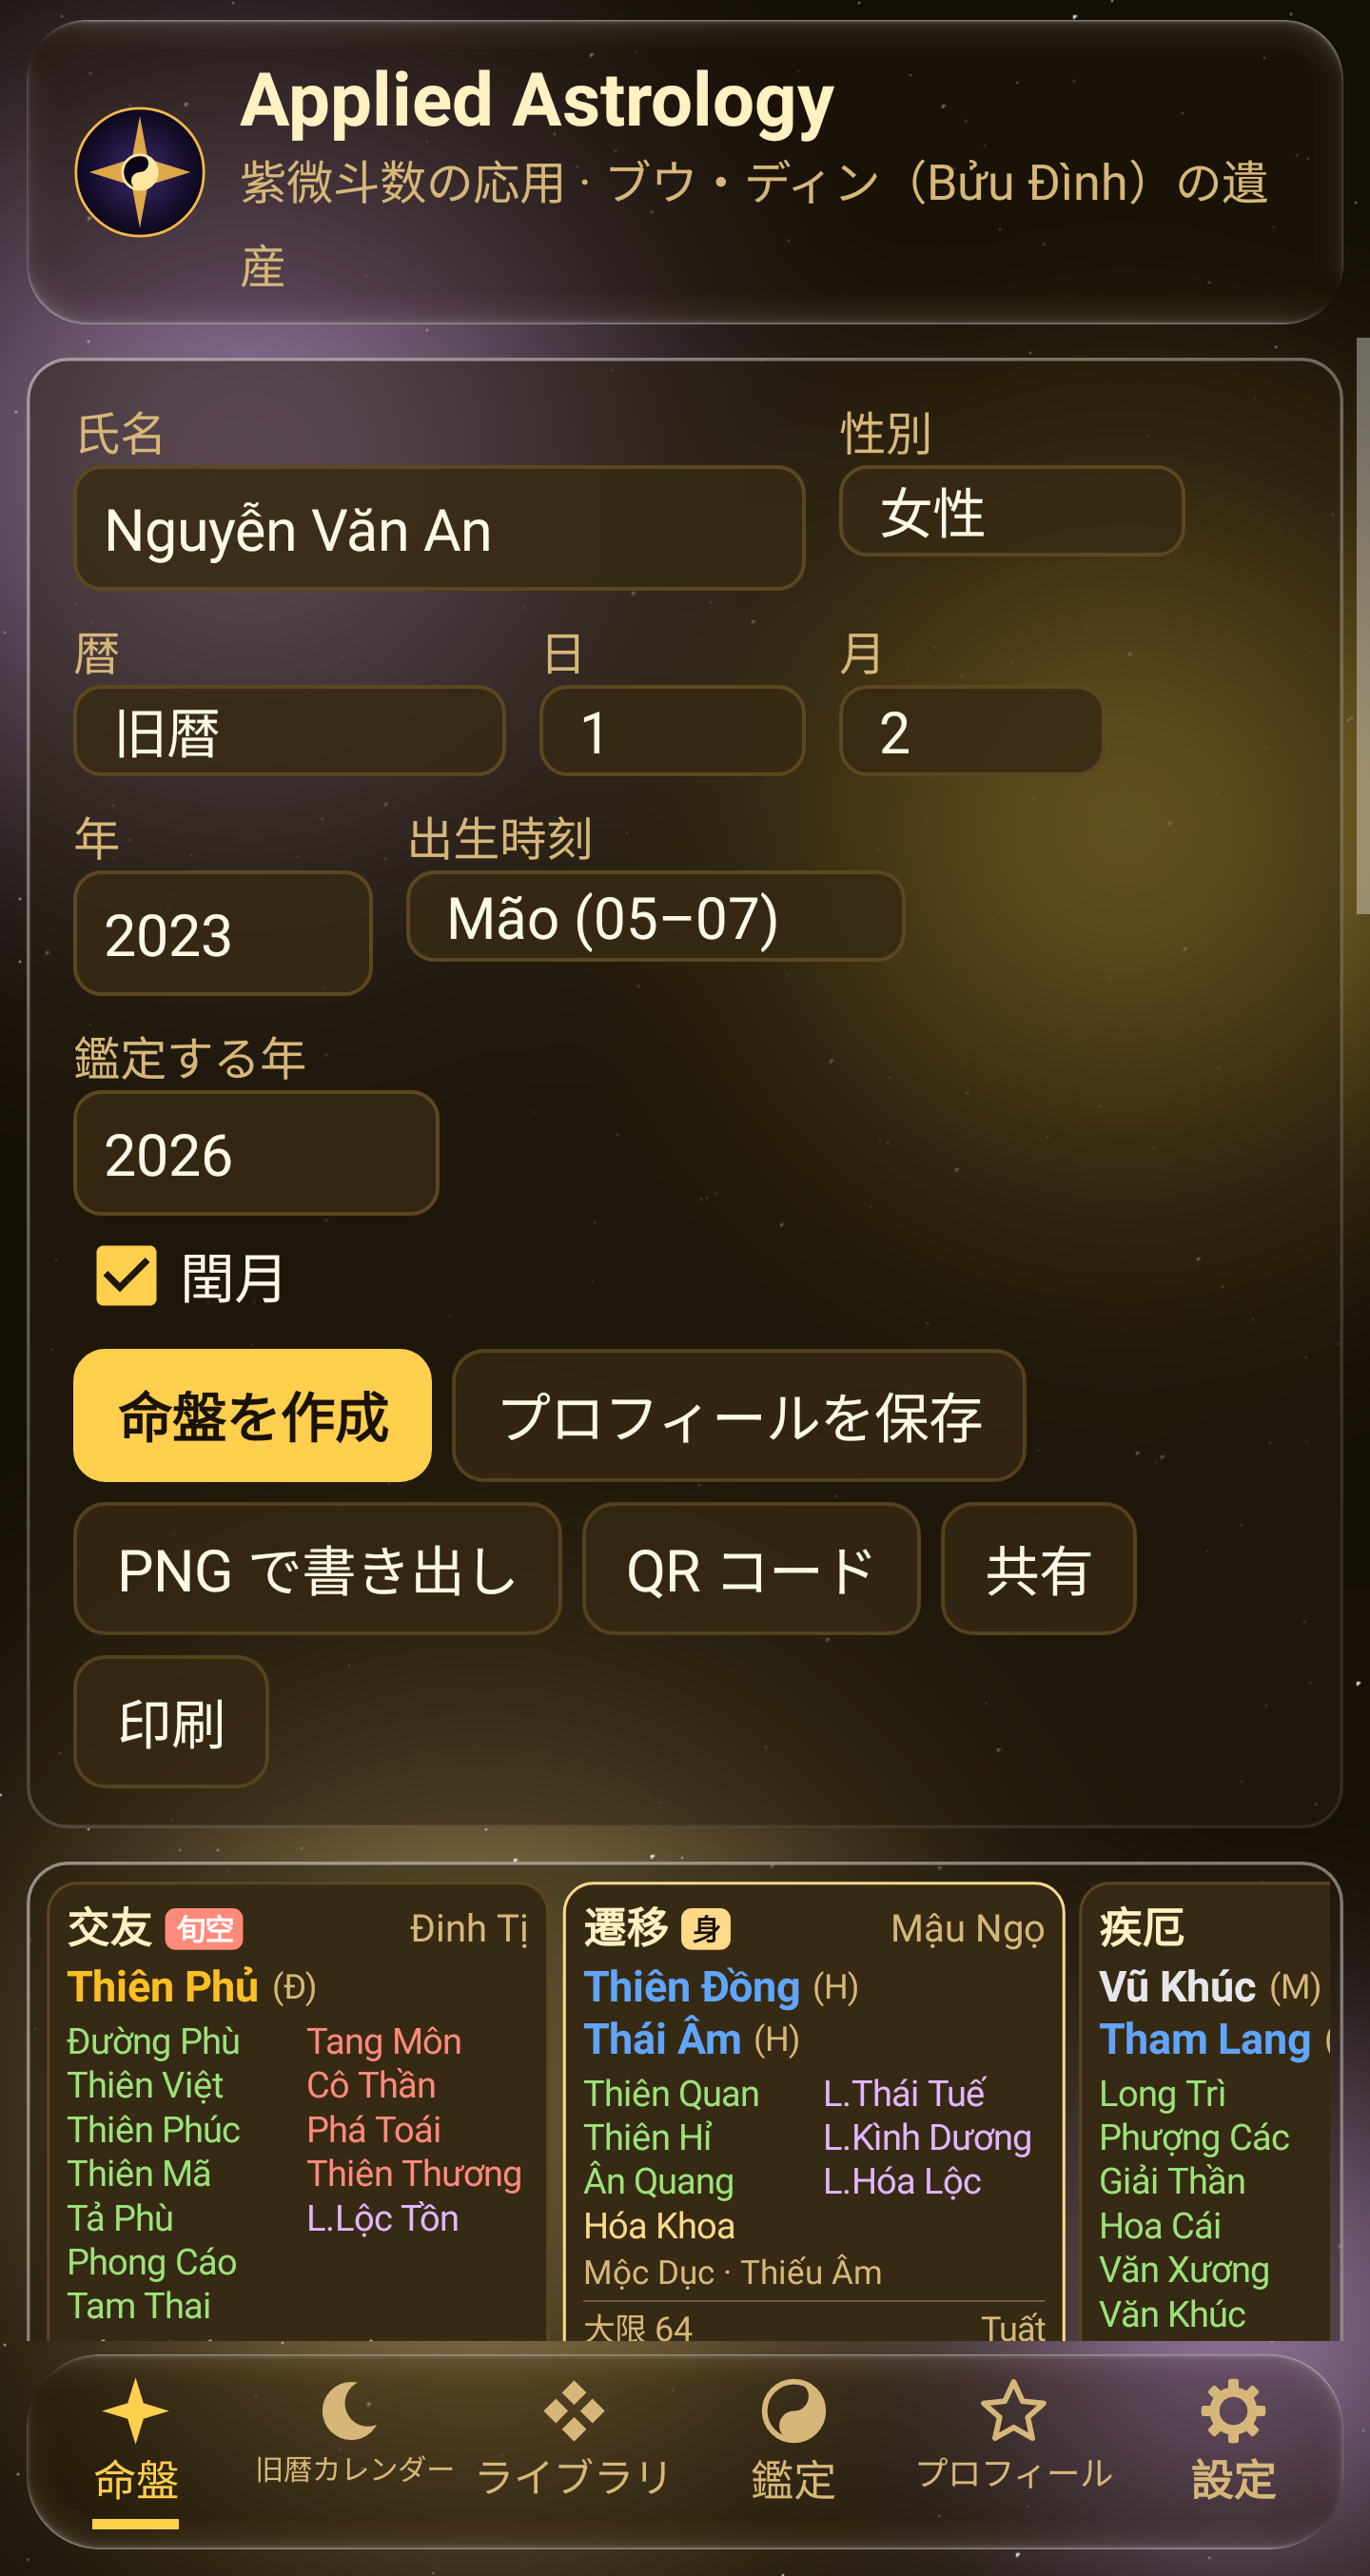 Applied Astrology
紫微斗数の応用 · ブウ・ディン（Bửu Đình）の遺
産
氏名
性別
Nguyễn Văn An
女性
暦
日
月
旧暦
1
2
年
出生時刻
2023
Mão (05–07)
鑑定する年
2026
閏月
命盤を作成
プロフィールを保存
PNG で書き出し
QR コード
共有
印刷
交友 旬空 Đinh Tị
Thiên Phủ (Đ)
Đường Phù Tang Môn
Thiên Việt Cô Thần
Thiên Phúc Phá Toái
Thiên Mã Thiên Thương
Tả Phù L.Lộc Tồn
Phong Cáo
Tam Thai
遷移 身 Mậu Ngọ
Thiên Đồng (H)
Thái Âm (H)
Thiên Quan L.Thái Tuế
Thiên Hỉ L.Kình Dương
Ân Quang L.Hóa Lộc
Hóa Khoa
Mộc Dục · Thiếu Âm
大限 64 Tuất
疾厄
Vũ Khúc (M)
Tham Lang
Long Trì
Phượng Các
Giải Thần
Hoa Cái
Văn Xương
Văn Khúc
命盤
旧暦カレンダー
ライブラリ
鑑定
プロフィール
設定